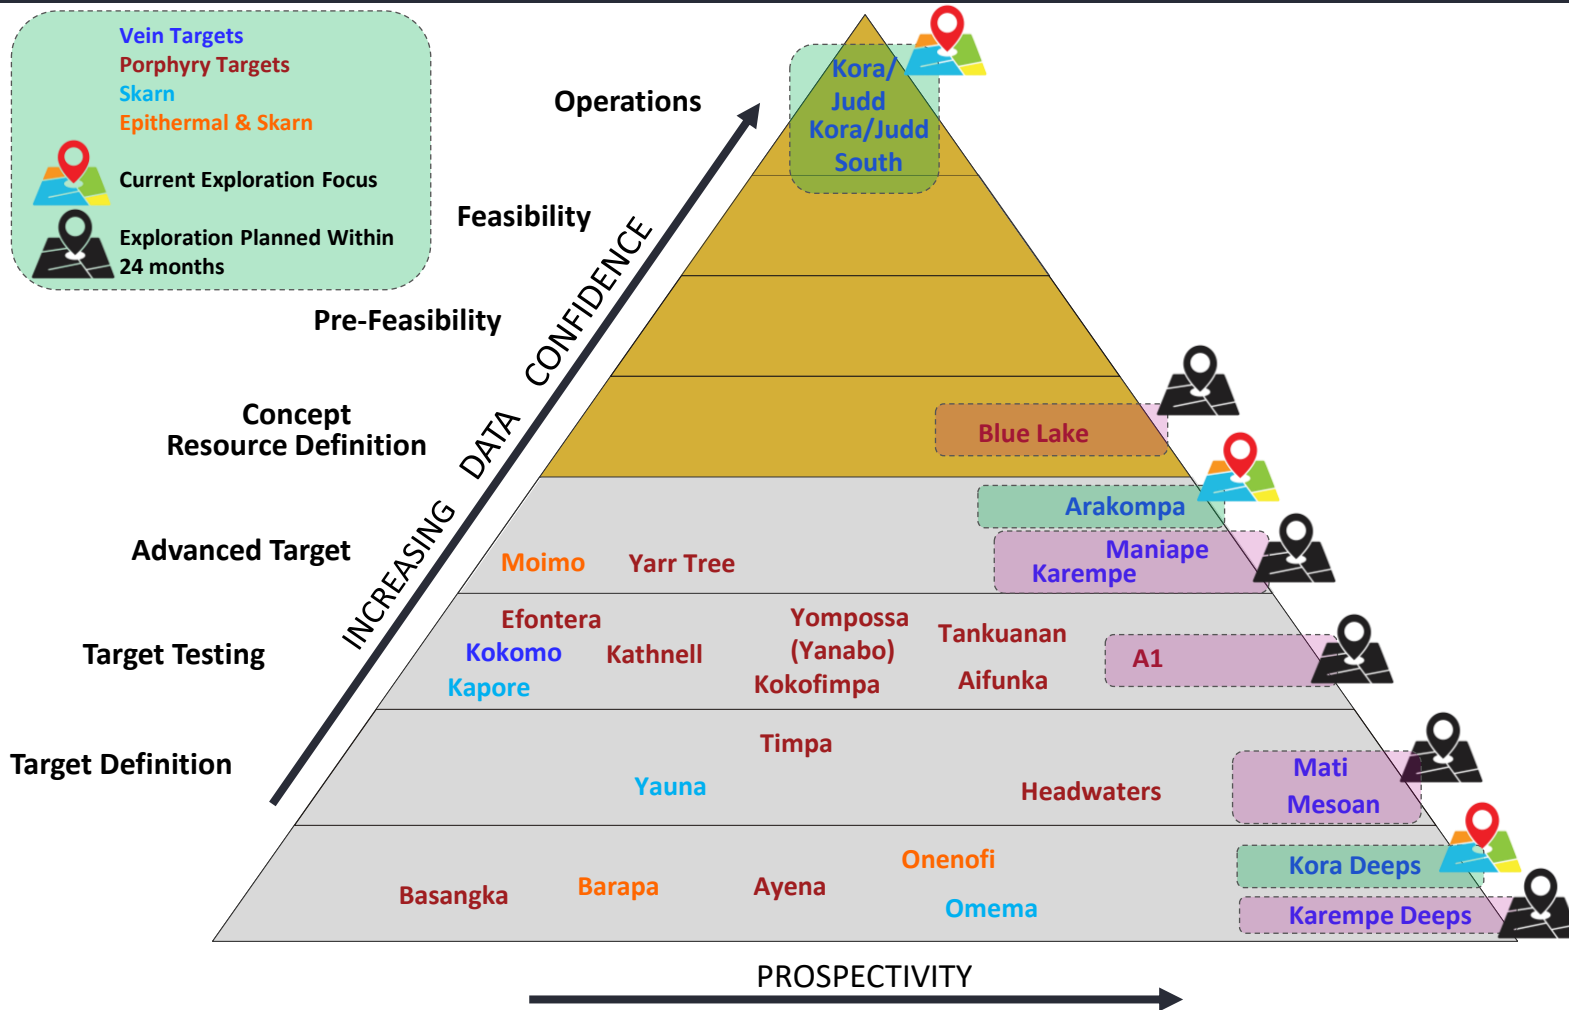 Vein Targets
Porphyry Targets
Skarn
Epithermal & Skarn
Current Exploration Focus
Exploration Planned Within
24 months
Operations
Feasibility
Pre-Feasibility
Concept
Resource Definition
Advanced Target
Target Testing
Target Definition
INCREASING DATA CONFIDENCE
Kora/
Judd
Kora/Judd
South
Blue Lake
Arakompa
Maniape
Karempe
Moimo
Yarr Tree
Efontera
Kokomo
Kapore
Kathnell
Yompossa
(Yanabo)
Kokofimpa
Tankuanan
Aifunka
A1
Timpa
Yauna
Headwaters
Mati
Mesoan
Basangka
Barapa
Ayena
Onenofi
Omema
Kora Deeps
Karempe Deeps
PROSPECTIVITY